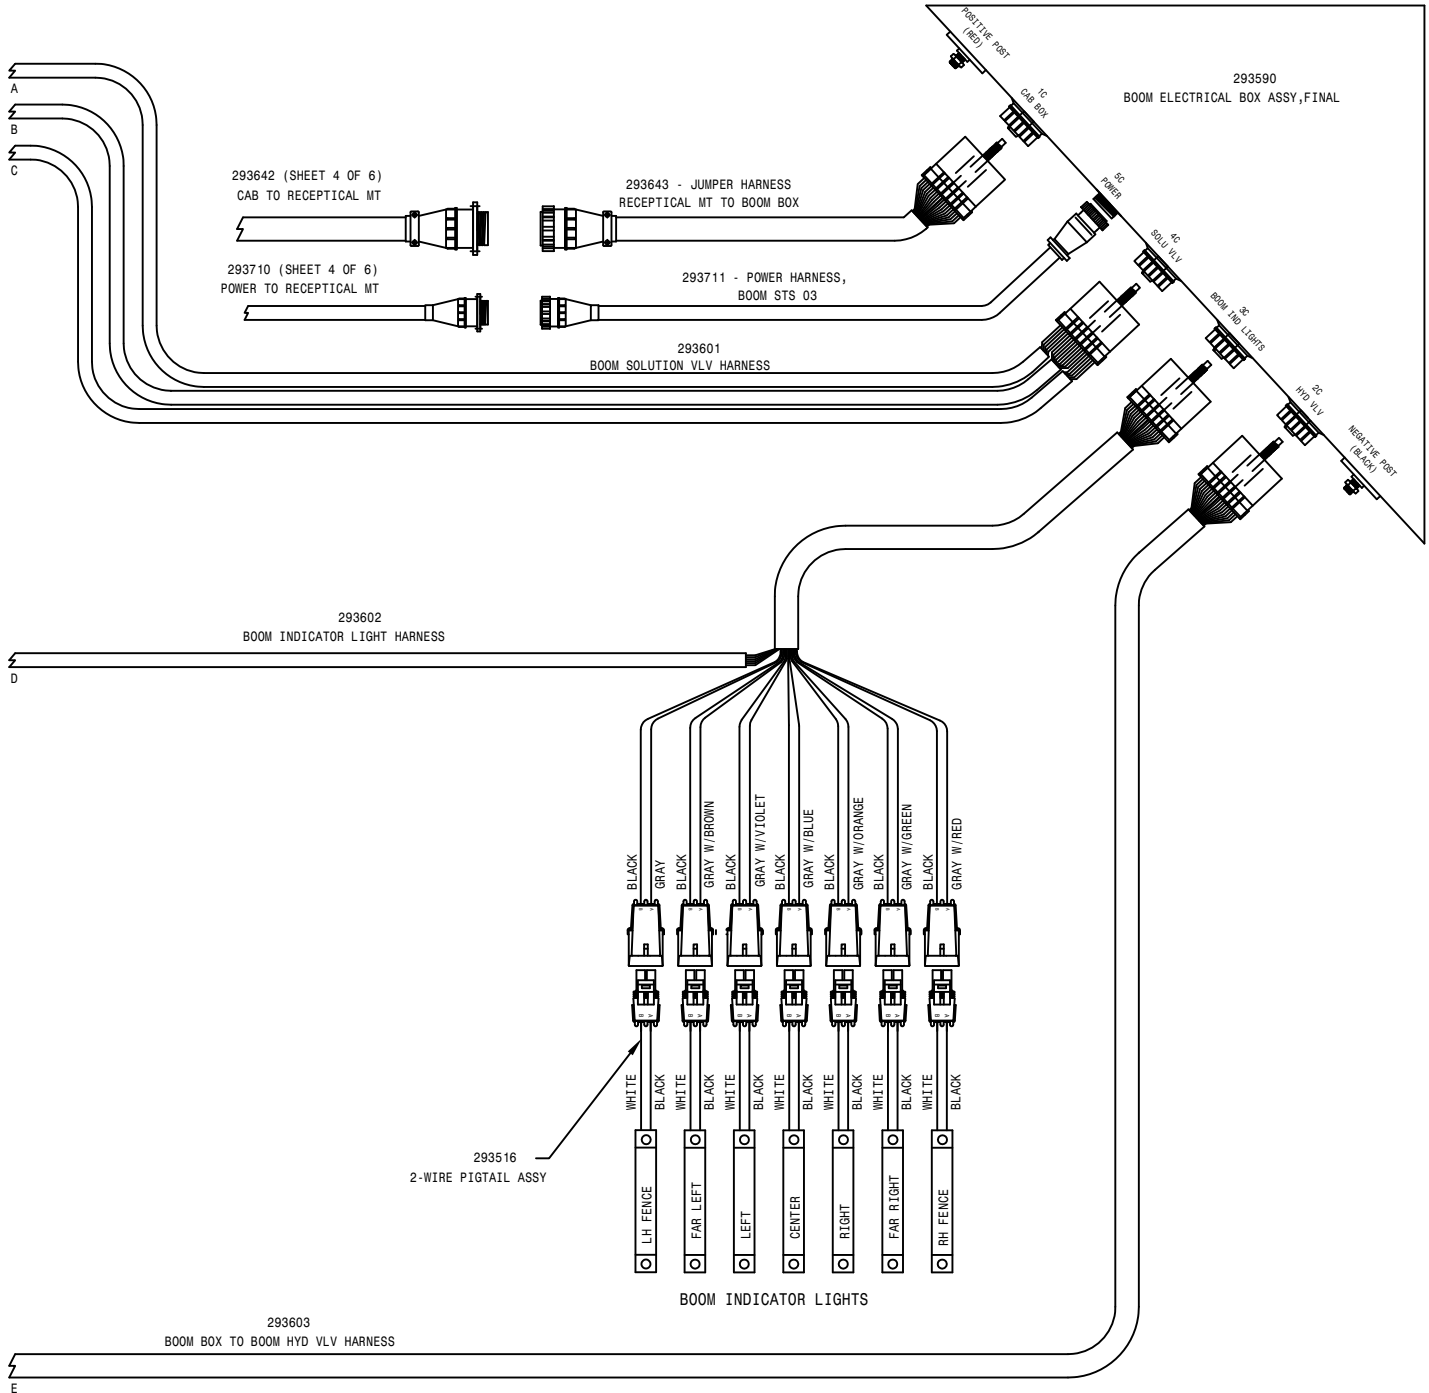 POSITIVE POST
(RED)
1C
CAB BOX
293590
BOOM ELECTRICAL BOX ASSY,FINAL
5C
POWER
4C
SOLU VLV
3C
BOOM IND LIGHTS
2C
HYD VLV
NEGATIVE POST
(BLACK)
A
B
C
293642 (SHEET 4 OF 6)
CAB TO RECEPTICAL MT
293643 - JUMPER HARNESS
RECEPTICAL MT TO BOOM BOX
293710 (SHEET 4 OF 6)
POWER TO RECEPTICAL MT
293711 - POWER HARNESS,
BOOM STS 03
293601
BOOM SOLUTION VLV HARNESS
293602
BOOM INDICATOR LIGHT HARNESS
D
BLACK
GRAY
BLACK
GRAY W/BROWN
BLACK
GRAY W/VIOLET
BLACK
GRAY W/BLUE
BLACK
GRAY W/ORANGE
BLACK
GRAY W/GREEN
BLACK
GRAY W/RED
B A
B A
B A
B A
B A
B A
B A
B A
B A
B A
B A
B A
B A
B A
WHITE
BLACK
WHITE
BLACK
WHITE
BLACK
WHITE
BLACK
WHITE
BLACK
WHITE
BLACK
WHITE
BLACK
293516
2-WIRE PIGTAIL ASSY
LH FENCE
FAR LEFT
LEFT
CENTER
RIGHT
FAR RIGHT
RH FENCE
BOOM INDICATOR LIGHTS
293603
BOOM BOX TO BOOM HYD VLV HARNESS
E